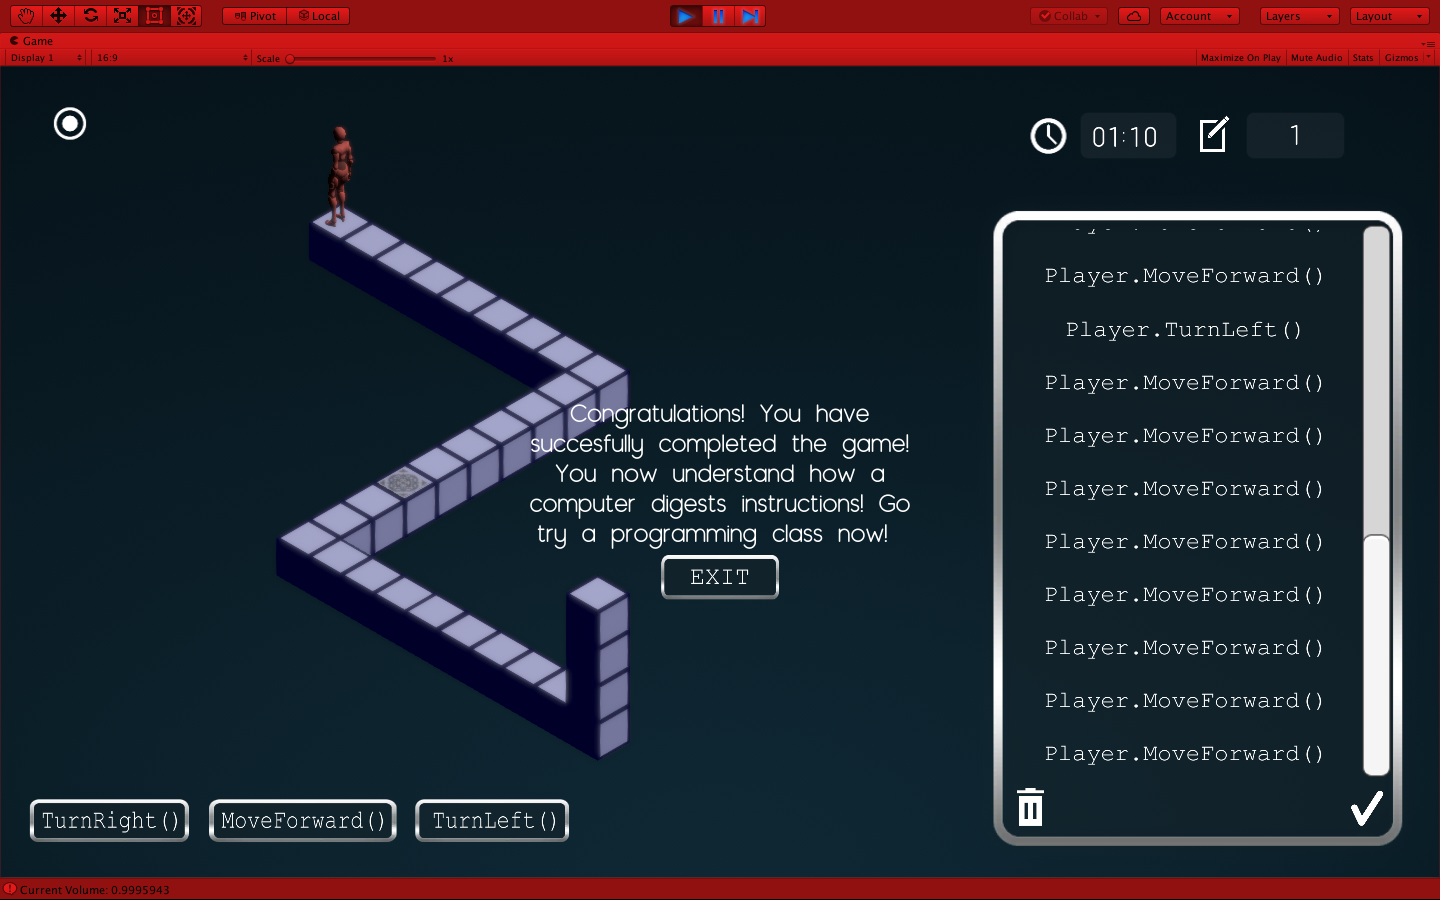 Pivot Local Collab Account Layers Layout
Game
Display 1 16:9 Scale 1x Maximize On Play Mute Audio Stats Gizmos
01:10 1
Player.MoveForward()
Player.TurnLeft()
Player.MoveForward()
Player.MoveForward()
Player.MoveForward()
Player.MoveForward()
Player.MoveForward()
Player.MoveForward()
Player.MoveForward()
Player.MoveForward()
Congratulations! You have
succesfully completed the game!
You now understand how a
computer digests instructions! Go
try a programming class now!
EXIT
TurnRight() MoveForward() TurnLeft()
Current Volume: 0.9995943